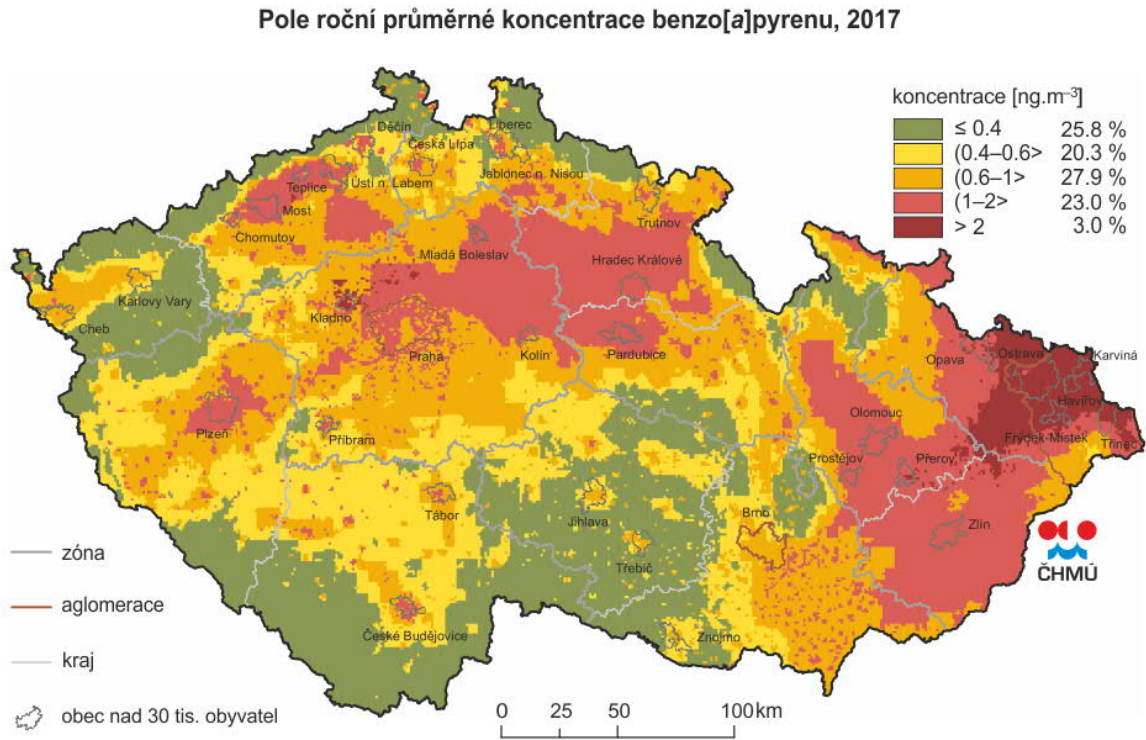 Pole roční průměrné koncentrace benzo[a]pyrenu, 2017
koncentrace [ng.m⁻³]
≤ 0.4 25.8 %
(0.4–0.6> 20.3 %
(0.6–1> 27.9 %
(1–2> 23.0 %
> 2 3.0 %
Děčín
Liberec
Česká Lípa
Teplice
Ústí n. Labem
Jablonec n. Nisou
Most
Chomutov
Trutnov
Mladá Boleslav
Hradec Králové
Karlovy Vary
Cheb
Kladno
Praha
Kolín
Pardubice
Opava
Ostrava
Karviná
Havířov
Olomouc
Plzeň
Příbram
Frýdek-Místek
Třinec
Prostějov
Přerov
Tábor
Jihlava
Brno
Zlín
Třebíč
České Budějovice
Znojmo
ČHMÚ
zóna
aglomerace
kraj
obec nad 30 tis. obyvatel
0 25 50 100 km